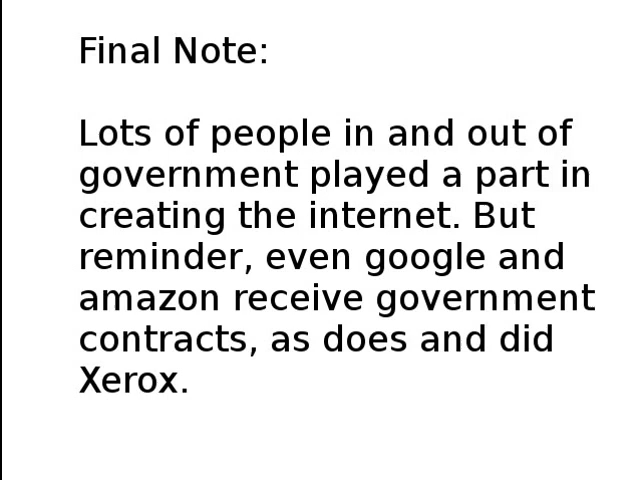 Final Note:
Lots of people in and out of
government played a part in
creating the internet. But
reminder, even google and
amazon receive government
contracts, as does and did
Xerox.